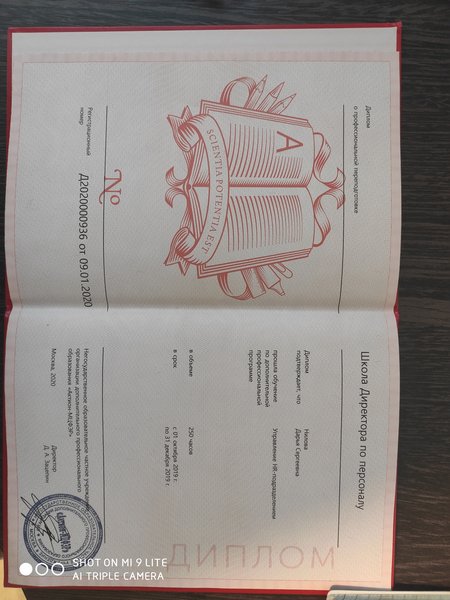 Диплом
о профессиональной переподготовке
A
SCIENTIA POTENTIA EST
Регистрационный
номер
№
Д2020000936 от 09.01.2020
Школа Директора по персоналу
Диплом
подтверждает, что
Нилова
Дарья Сергеевна
прошла обучение
по дополнительной
профессиональной
программе
Управление HR-подразделением
в объеме
250 часов
в срок
с 01 октября 2019 г.
по 31 декабря 2019 г.
Негосударственное образовательное частное учреждение
организации дополнительного профессионального
образования «Актион-МЦФЭР»
Директор
Д. А. Зацепин
Москва, 2020
ДИПЛОМ
SHOT ON MI 9 LITE
AI TRIPLE CAMERA